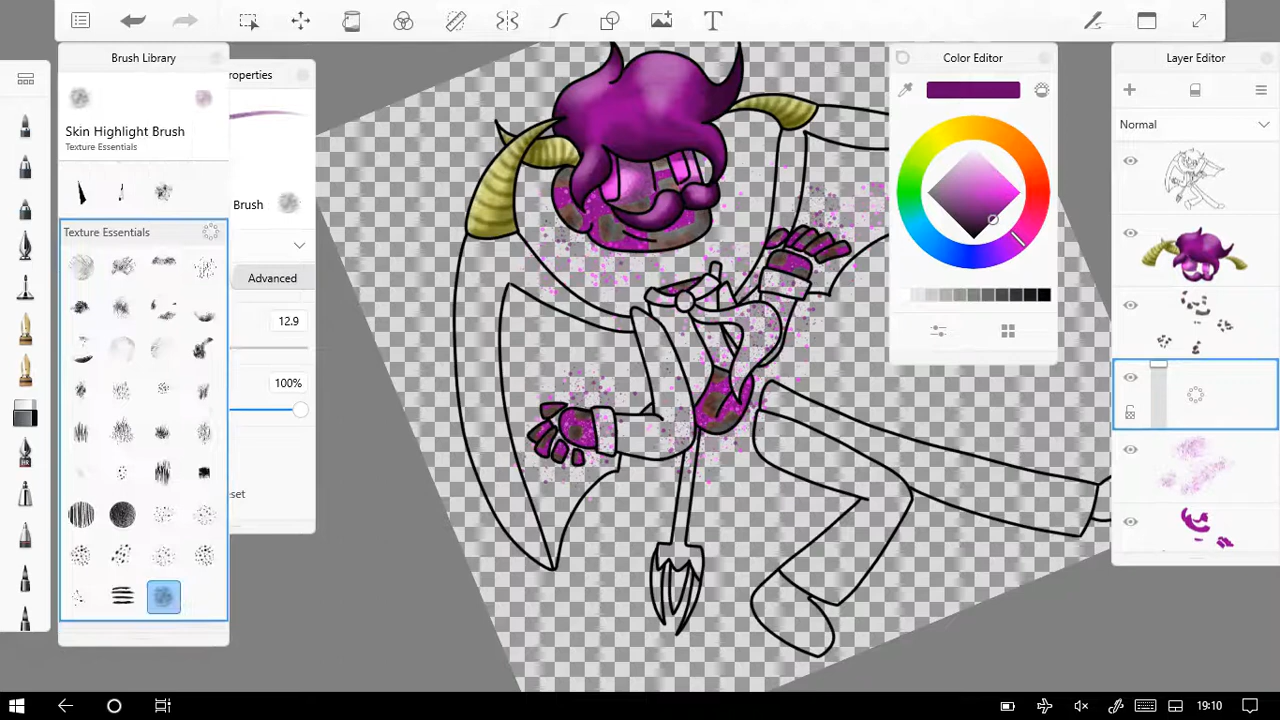 Brush Library
roperties
Color Editor
Layer Editor
Skin Highlight Brush
Texture Essentials
Normal
Brush
Texture Essentials
Advanced
12.9
100%
eset
19:10